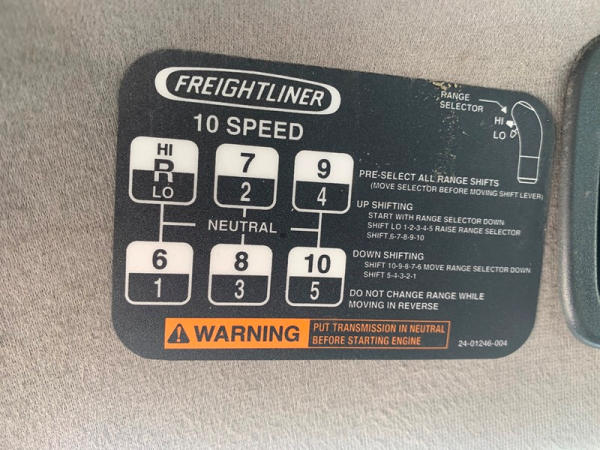 FREIGHTLINER
10 SPEED
RANGE
SELECTOR
HI
LO
HI
R
LO
7
2
9
4
NEUTRAL
6
1
8
3
10
5
PRE-SELECT ALL RANGE SHIFTS
(MOVE SELECTOR BEFORE MOVING SHIFT LEVER)
UP SHIFTING
START WITH RANGE SELECTOR DOWN
SHIFT LO 1-2-3-4-5 RAISE RANGE SELECTOR
SHIFT 6-7-8-9-10
DOWN SHIFTING
SHIFT 10-9-8-7-6 MOVE RANGE SELECTOR DOWN
SHIFT 5-4-3-2-1
DO NOT CHANGE RANGE WHILE
MOVING IN REVERSE
WARNING
PUT TRANSMISSION IN NEUTRAL
BEFORE STARTING ENGINE
24-01246-004